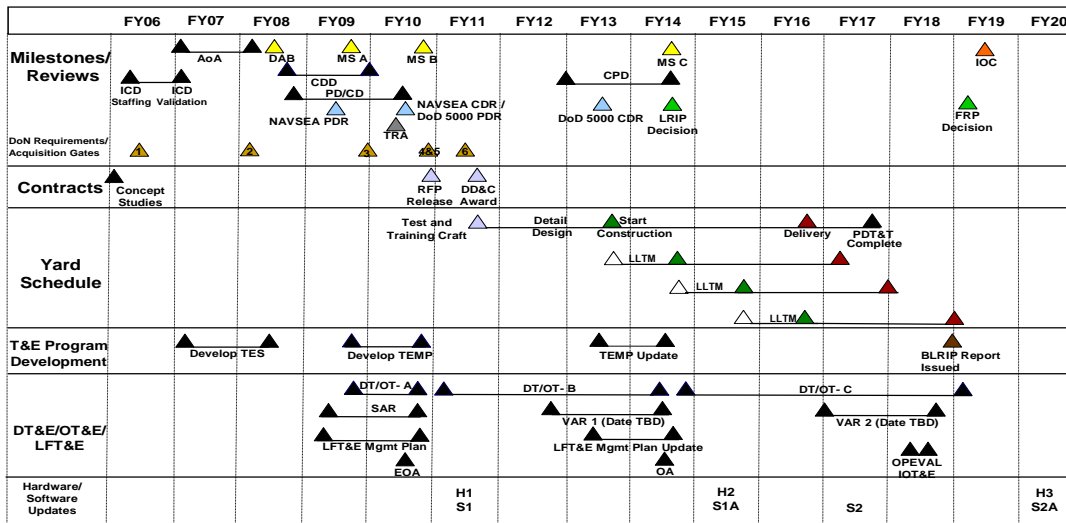 FY06 FY07 FY08 FY09 FY10 FY11 FY12 FY13 FY14 FY15 FY16 FY17 FY18 FY19 FY20
Milestones/
Reviews
AoA
DAB
MS A
MS B
MS C
IOC
CDD
CPD
ICD
Staffing
ICD
Validation
PD/CD
NAVSEA PDR
NAVSEA CDR /
DoD 5000 PDR
TRA
DoD 5000 CDR
LRIP
Decision
FRP
Decision
DoN Requirements/
Acquisition Gates
1 2 3 4&5 6
Contracts
Concept
Studies
RFP
Release
DD&C
Award
Yard
Schedule
Test and
Training Craft
Detail
Design
Start
Construction
Delivery
PDT&T
Complete
LLTM
LLTM
LLTM
T&E Program
Development
Develop TES
Develop TEMP
TEMP Update
BLRIP Report
Issued
DT&E/OT&E/
LFT&E
DT/OT- A
DT/OT- B
DT/OT- C
SAR
VAR 1 (Date TBD)
VAR 2 (Date TBD)
LFT&E Mgmt Plan
LFT&E Mgmt Plan Update
EOA
OA
OPEVAL
IOT&E
Hardware/
Software
Updates
H1
S1
H2
S1A
S2
H3
S2A